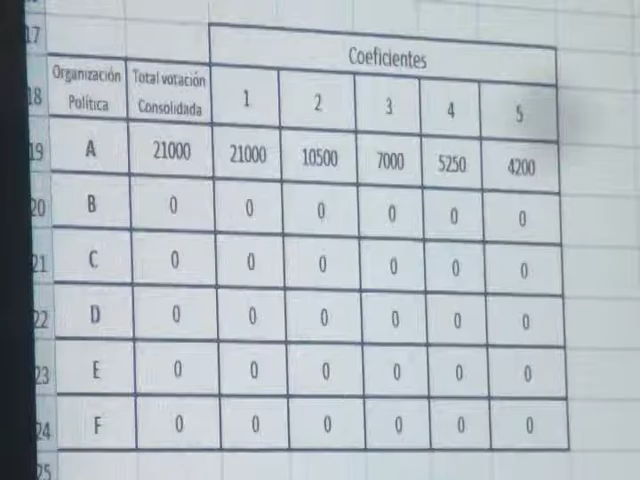 17
Coeficientes
18 Organización Política Total votación Consolidada 1 2 3 4 5
19 A 21000 21000 10500 7000 5250 4200
20 B 0 0 0 0 0 0
21 C 0 0 0 0 0 0
22 D 0 0 0 0 0 0
23 E 0 0 0 0 0 0
24 F 0 0 0 0 0 0
25